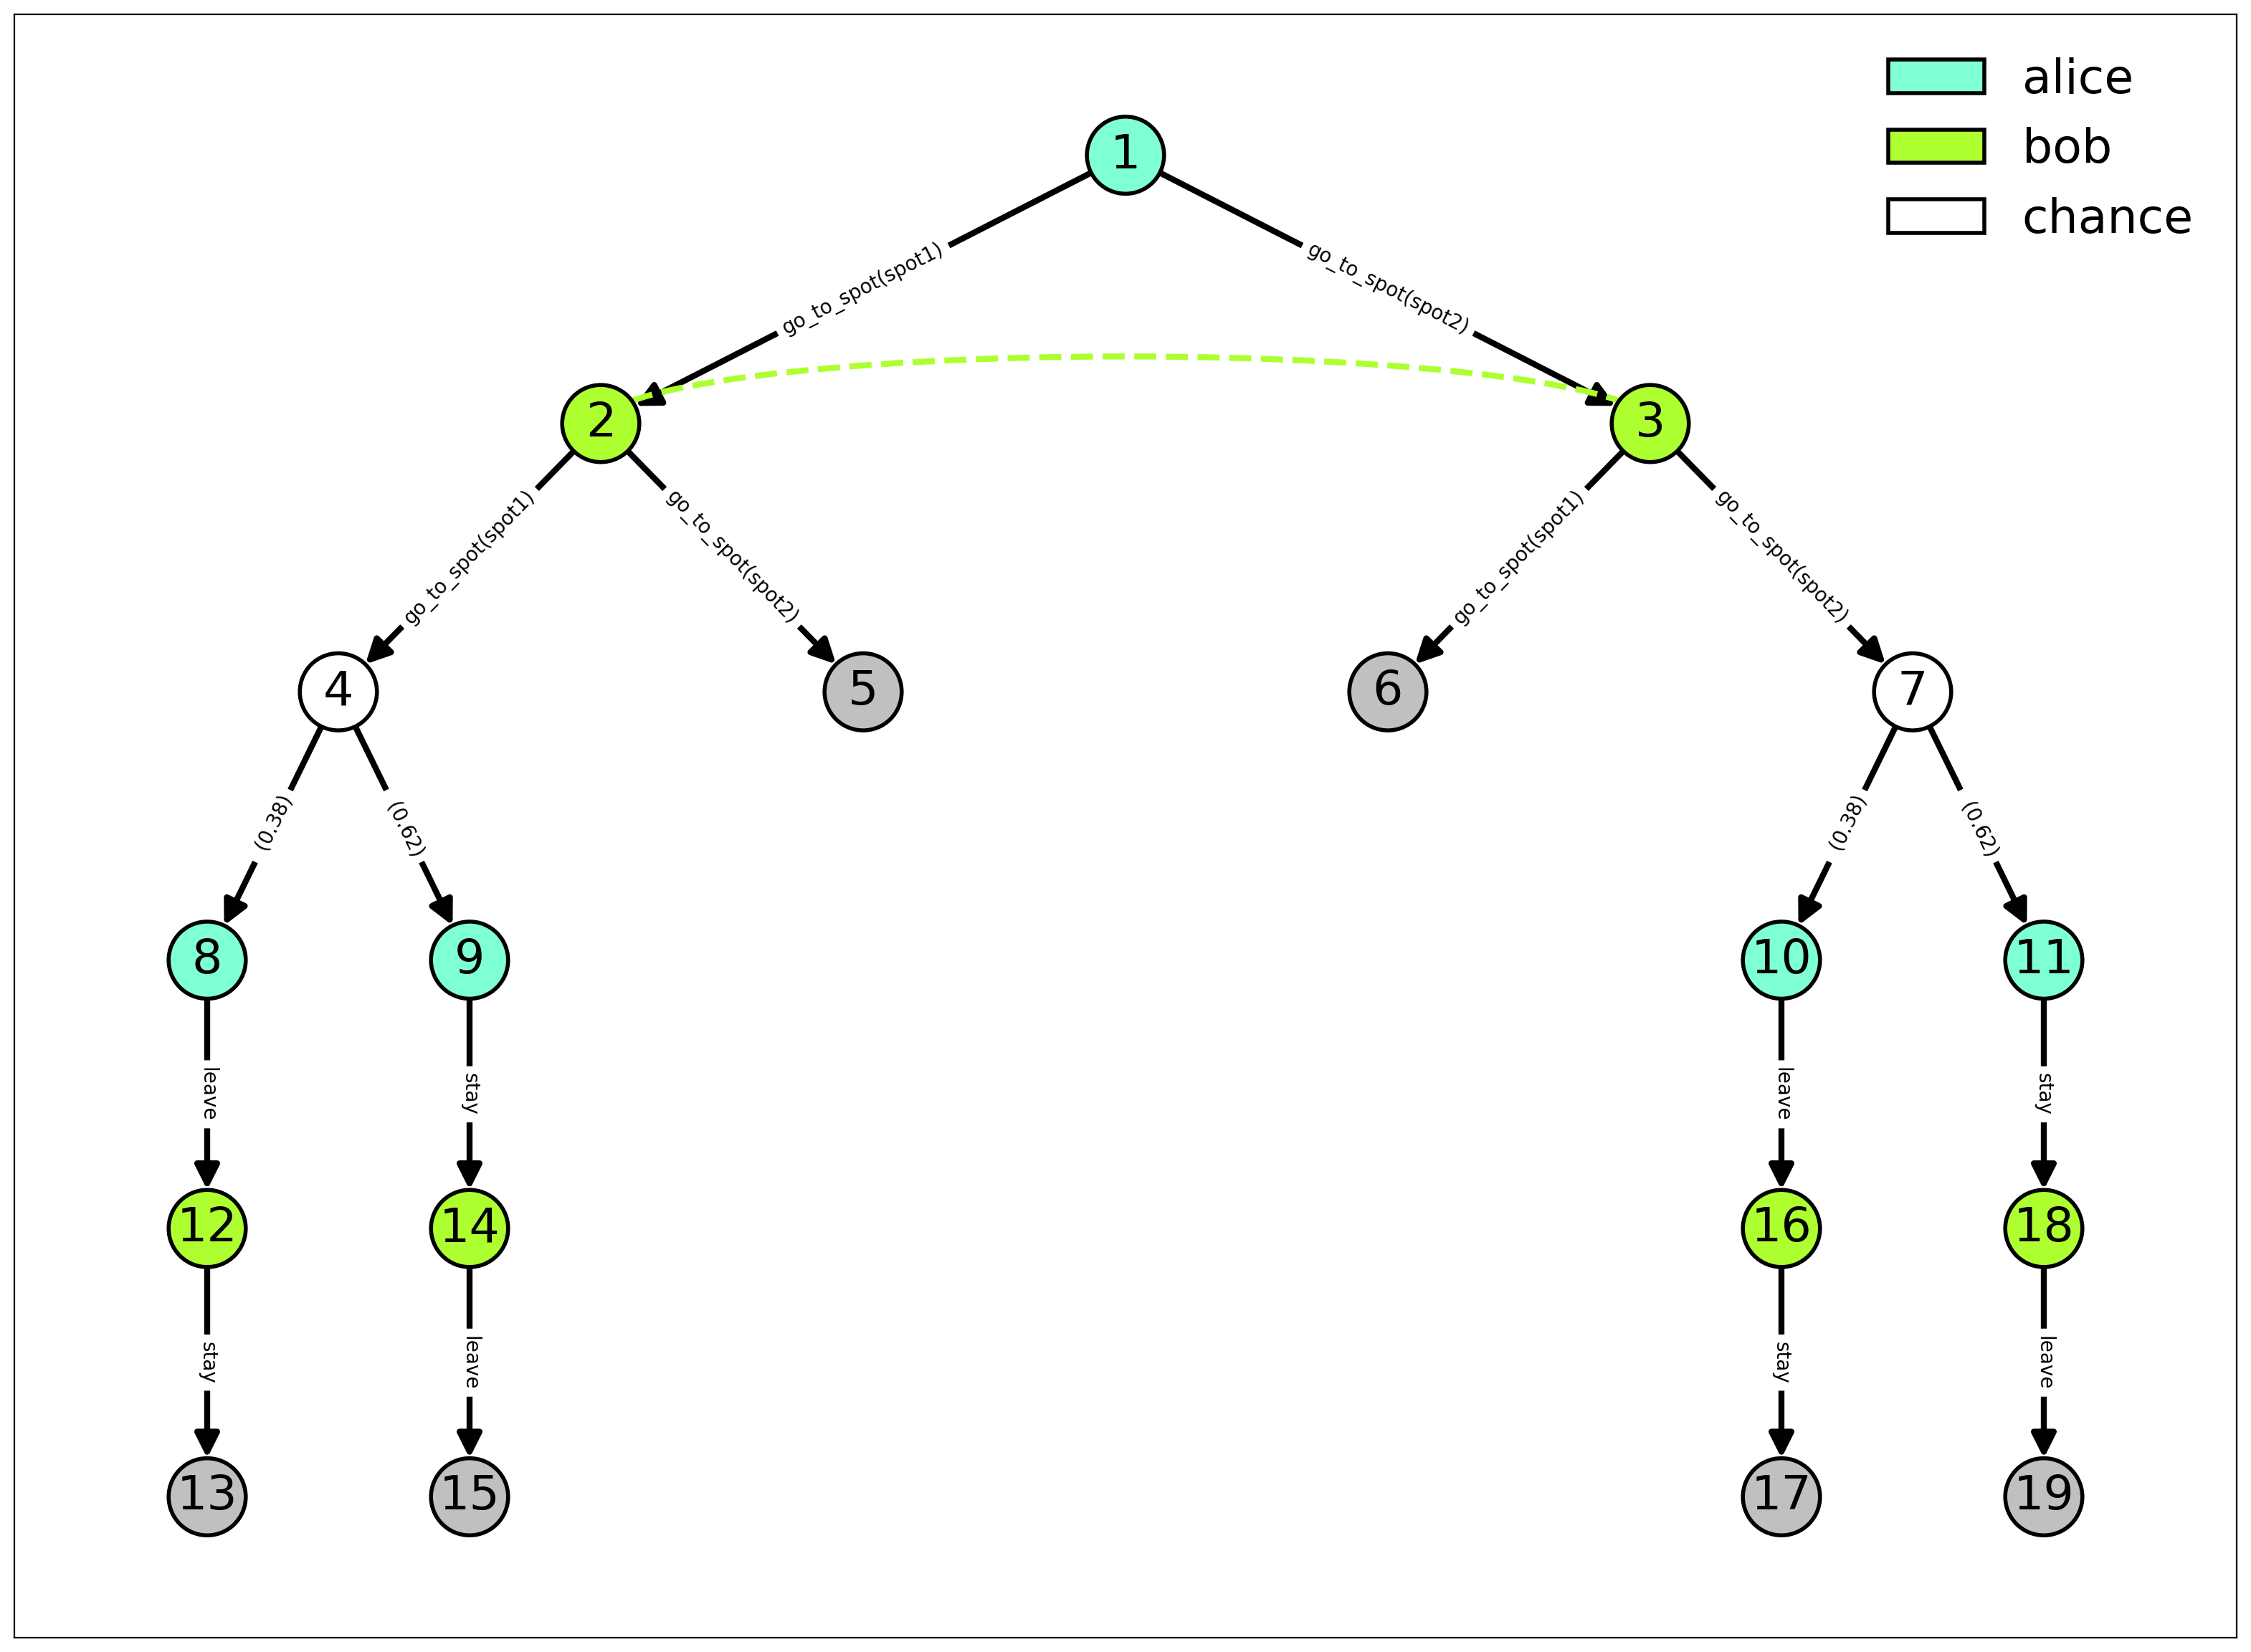 alice
bob
chance
1
go_to_spot(spot1)
go_to_spot(spot2)
2
3
go_to_spot(spot1)
go_to_spot(spot2)
go_to_spot(spot1)
go_to_spot(spot2)
4
5
6
7
(0.38)
(0.62)
(0.38)
(0.62)
8
9
10
11
leave
stay
leave
stay
12
14
16
18
stay
leave
stay
leave
13
15
17
19